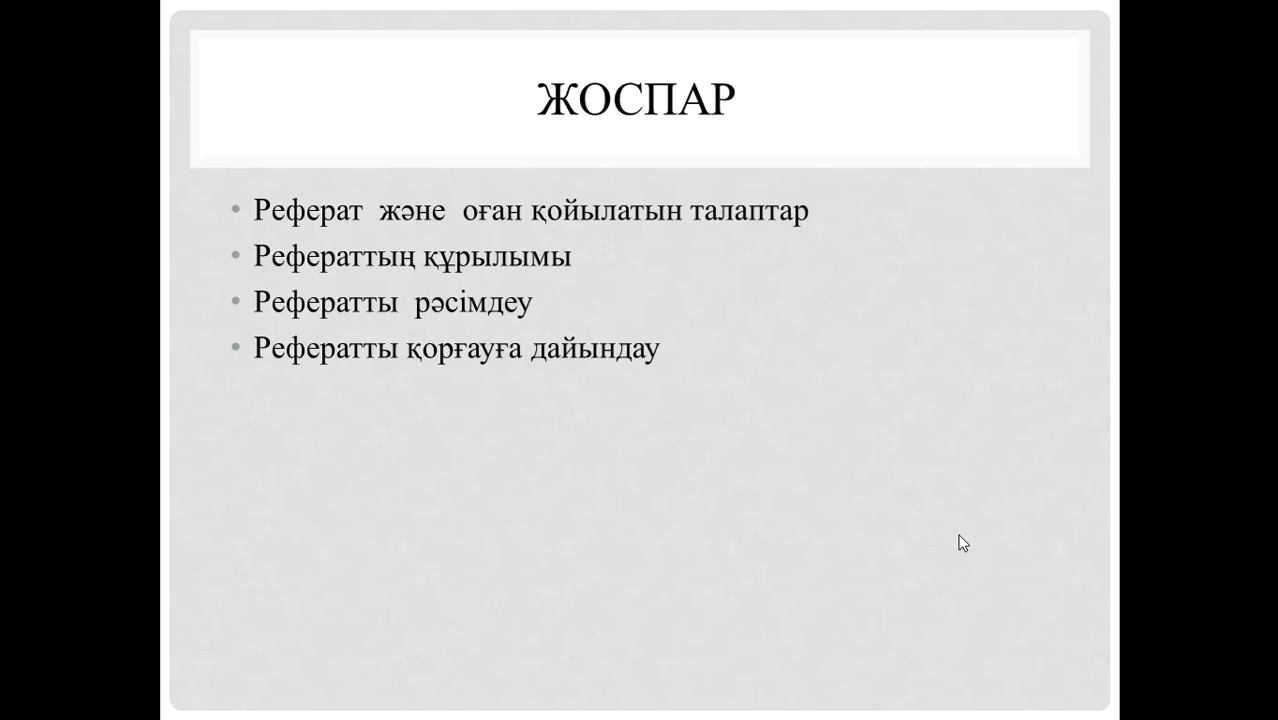 ЖОСПАР
• Реферат және оған қойылатын талаптар
• Рефераттың құрылымы
• Рефератты рәсімдеу
• Рефератты қорғауға дайындау